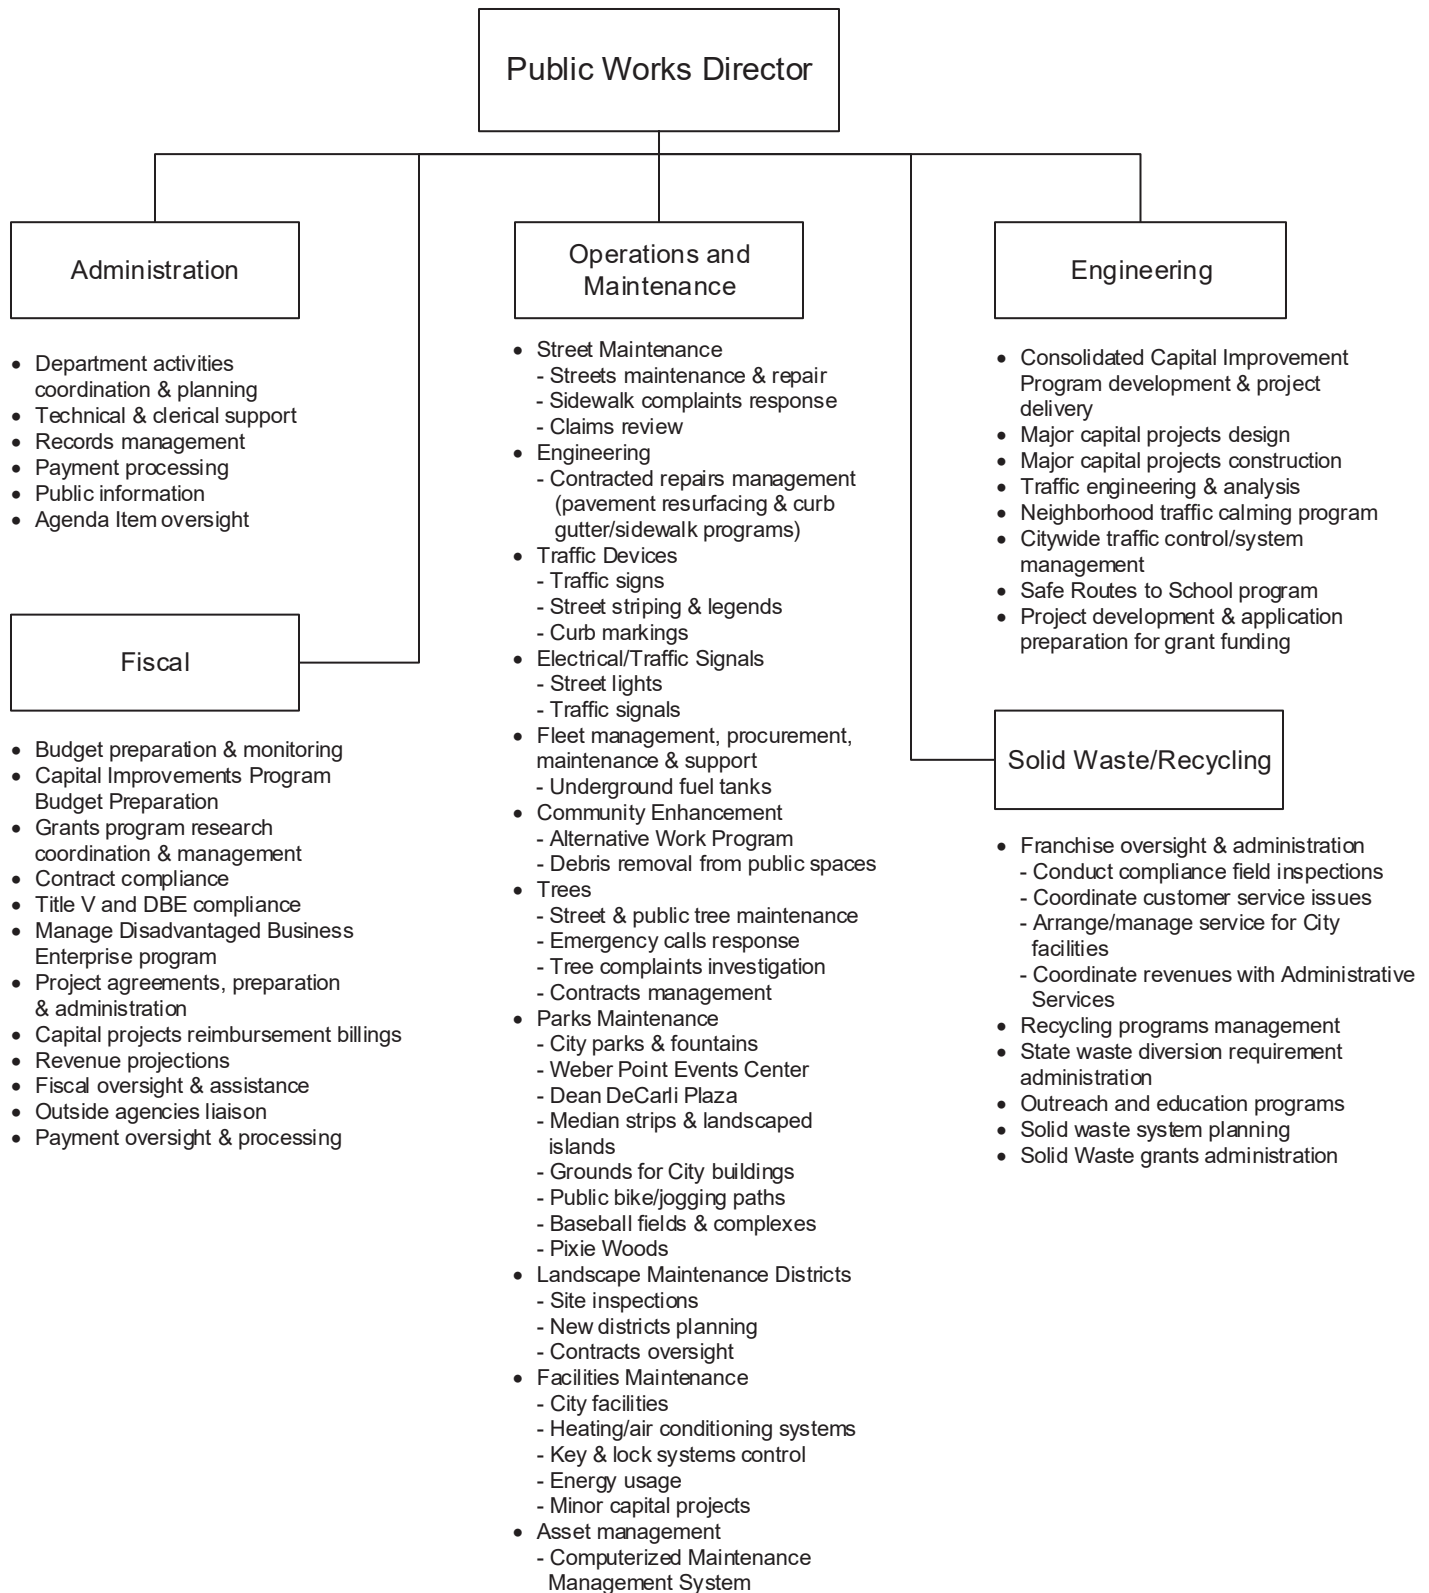 Public Works Director
Administration
• Department activities
coordination & planning
• Technical & clerical support
• Records management
• Payment processing
• Public information
• Agenda Item oversight
Fiscal
• Budget preparation & monitoring
• Capital Improvements Program
Budget Preparation
• Grants program research
coordination & management
• Contract compliance
• Title V and DBE compliance
• Manage Disadvantaged Business
Enterprise program
• Project agreements, preparation
& administration
• Capital projects reimbursement billings
• Revenue projections
• Fiscal oversight & assistance
• Outside agencies liaison
• Payment oversight & processing
Operations and
Maintenance
• Street Maintenance
- Streets maintenance & repair
- Sidewalk complaints response
- Claims review
• Engineering
- Contracted repairs management
(pavement resurfacing & curb
gutter/sidewalk programs)
• Traffic Devices
- Traffic signs
- Street striping & legends
- Curb markings
• Electrical/Traffic Signals
- Street lights
- Traffic signals
• Fleet management, procurement,
maintenance & support
- Underground fuel tanks
• Community Enhancement
- Alternative Work Program
- Debris removal from public spaces
• Trees
- Street & public tree maintenance
- Emergency calls response
- Tree complaints investigation
- Contracts management
• Parks Maintenance
- City parks & fountains
- Weber Point Events Center
- Dean DeCarli Plaza
- Median strips & landscaped
islands
- Grounds for City buildings
- Public bike/jogging paths
- Baseball fields & complexes
- Pixie Woods
• Landscape Maintenance Districts
- Site inspections
- New districts planning
- Contracts oversight
• Facilities Maintenance
- City facilities
- Heating/air conditioning systems
- Key & lock systems control
- Energy usage
- Minor capital projects
• Asset management
- Computerized Maintenance
Management System
Engineering
• Consolidated Capital Improvement
Program development & project
delivery
• Major capital projects design
• Major capital projects construction
• Traffic engineering & analysis
• Neighborhood traffic calming program
• Citywide traffic control/system
management
• Safe Routes to School program
• Project development & application
preparation for grant funding
Solid Waste/Recycling
• Franchise oversight & administration
- Conduct compliance field inspections
- Coordinate customer service issues
- Arrange/manage service for City
facilities
- Coordinate revenues with Administrative
Services
• Recycling programs management
• State waste diversion requirement
administration
• Outreach and education programs
• Solid waste system planning
• Solid Waste grants administration